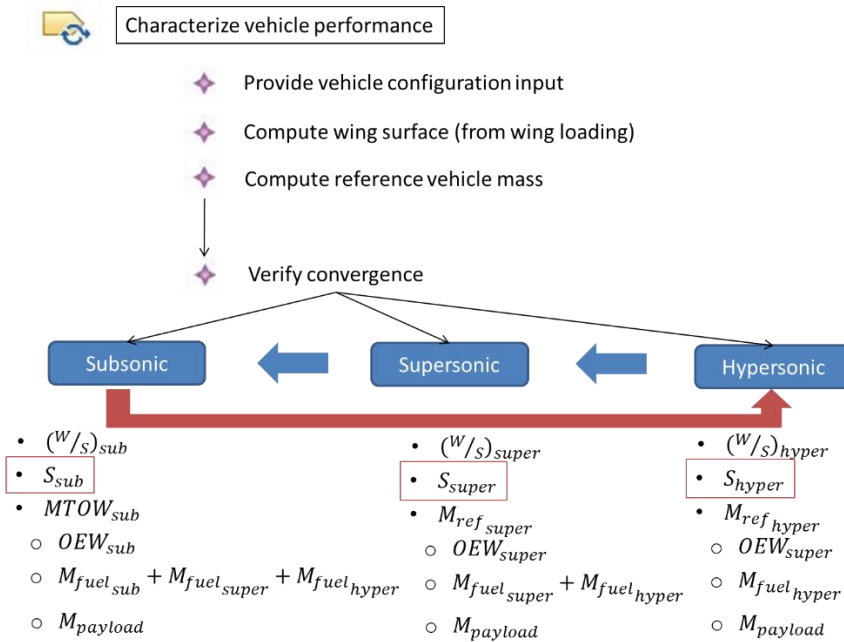 Characterize vehicle performance
Provide vehicle configuration input
Compute wing surface (from wing loading)
Compute reference vehicle mass
Verify convergence
Subsonic
Supersonic
Hypersonic
• (W/S)sub
• Ssub
• MTOWsub
○ OEWsub
○ Mfuelsub + Mfuelsuper + Mfuelhyper
○ Mpayload
• (W/S)super
• Ssuper
• Mrefsuper
○ OEWsuper
○ Mfuelsuper + Mfuelhyper
○ Mpayload
• (W/S)hyper
• Shyper
• Mrefhyper
○ OEWsuper
○ Mfuelhyper
○ Mpayload